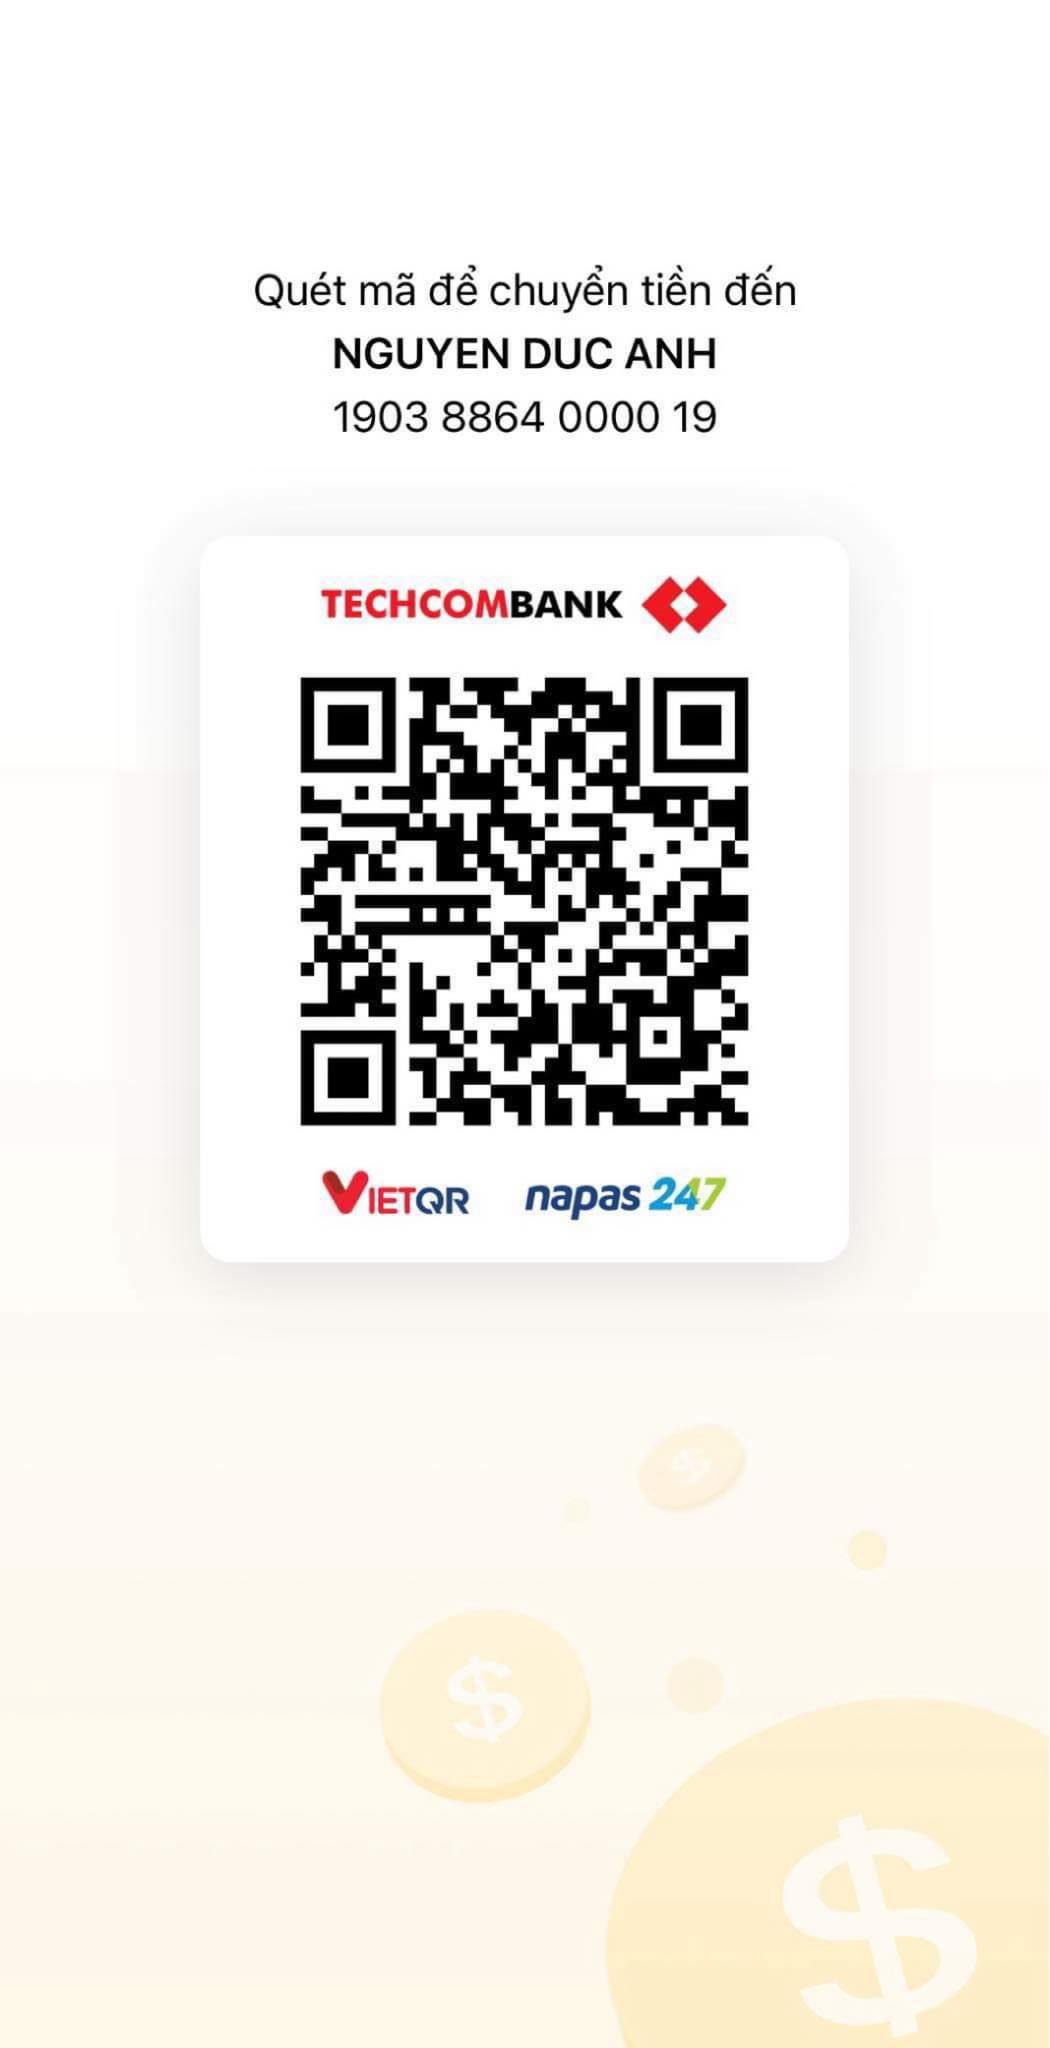 Quét mã để chuyển tiền đến
NGUYEN DUC ANH
1903 8864 0000 19
TECHCOMBANK
VIETQR napas 247
$
$
$